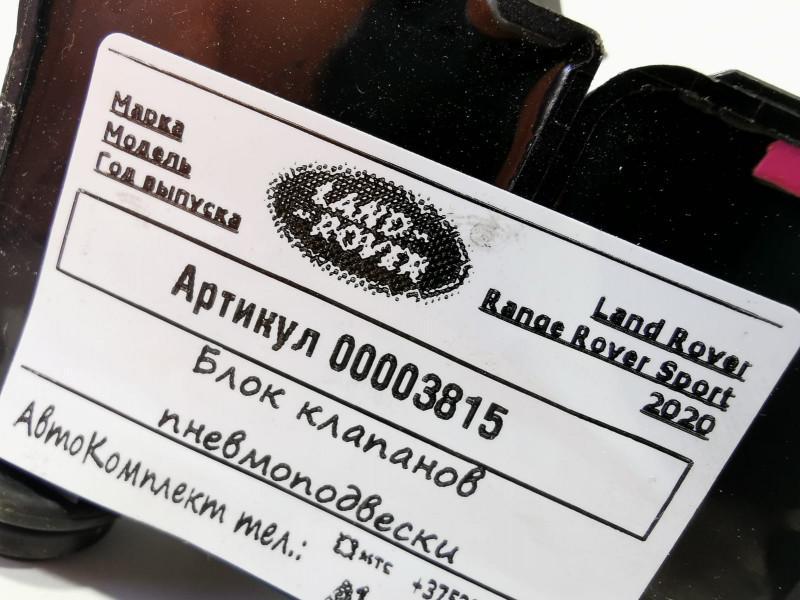 Марка
Модель
Год выпуска
LAND-
-ROVER
Land Rover
Range Rover Sport
2020
Артикул 00003815
Блок клапанов
пневмоподвески
АвтоКомплект тел.:
мтс